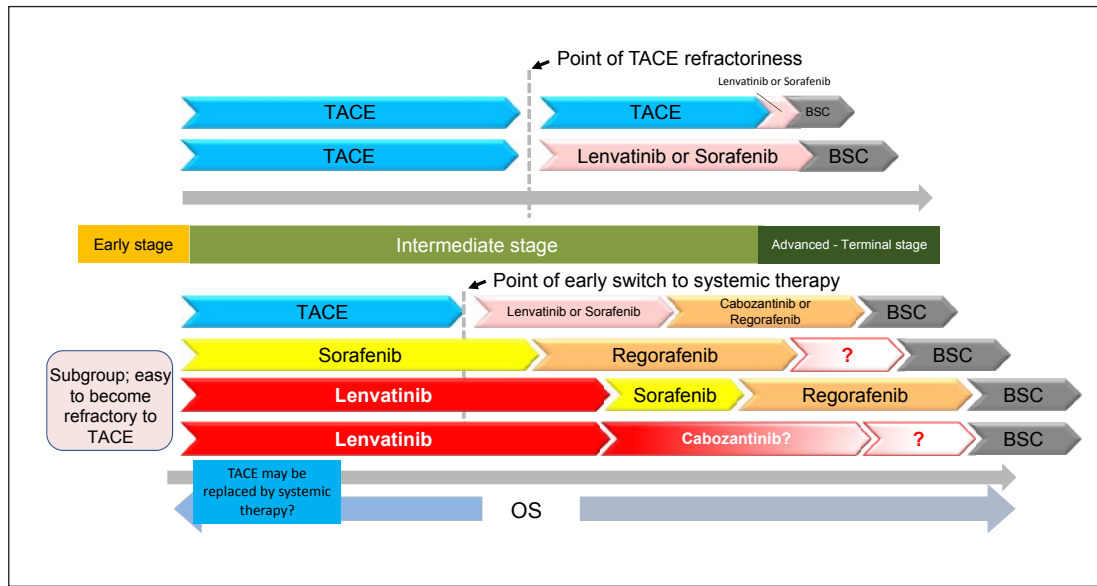 Point of TACE refractoriness
Lenvatinib or Sorafenib
TACE
TACE
BSC
TACE
Lenvatinib or Sorafenib
BSC
Early stage
Intermediate stage
Advanced - Terminal stage
Point of early switch to systemic therapy
TACE
Lenvatinib or Sorafenib
Cabozantinib or
Regorafenib
BSC
Sorafenib
Regorafenib
?
BSC
Subgroup; easy
to become
refractory to
TACE
Lenvatinib
Sorafenib
Regorafenib
BSC
Lenvatinib
Cabozantinib?
?
BSC
TACE may be
replaced by systemic
therapy?
OS